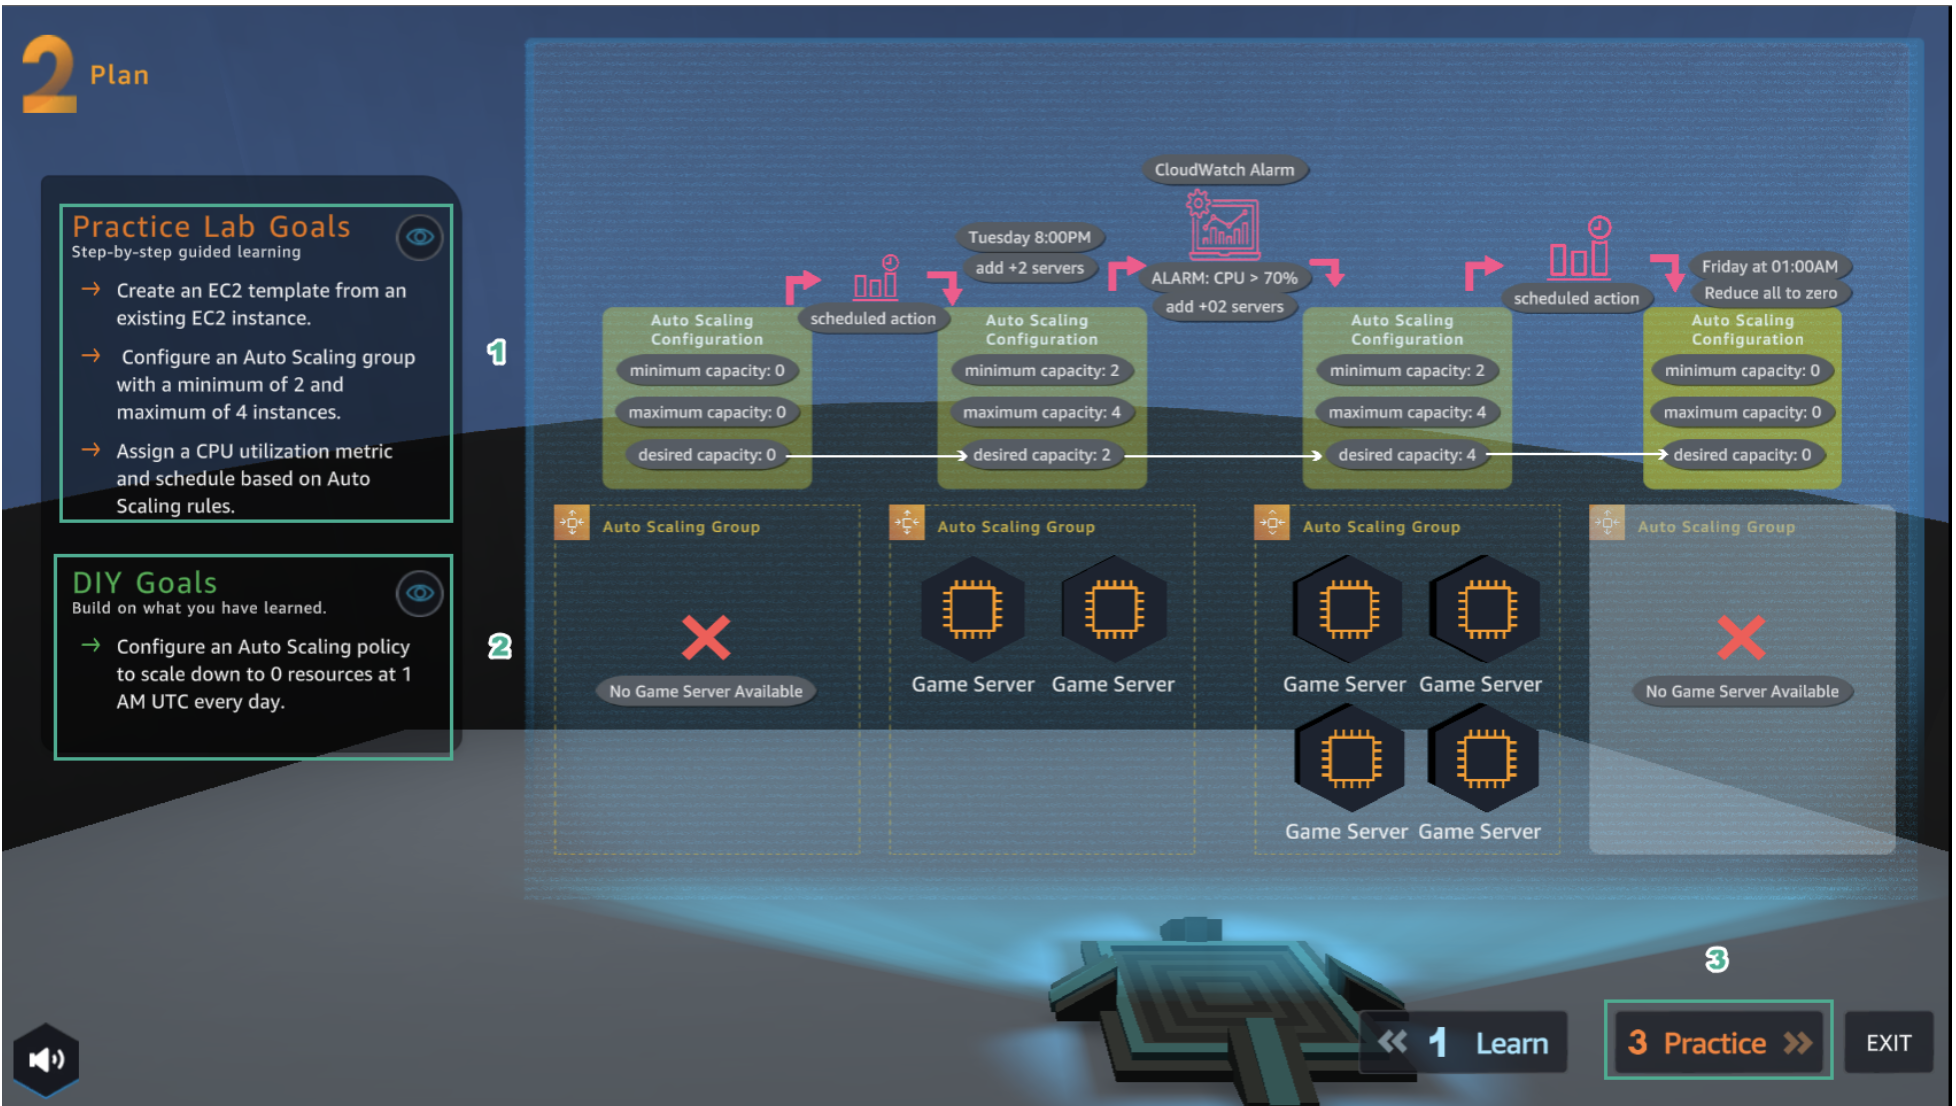 2 Plan
Practice Lab Goals
Step-by-step guided learning
→ Create an EC2 template from an
existing EC2 instance.
→ Configure an Auto Scaling group
with a minimum of 2 and
maximum of 4 instances.
→ Assign a CPU utilization metric
and schedule based on Auto
Scaling rules.
1
DIY Goals
Build on what you have learned.
→ Configure an Auto Scaling policy
to scale down to 0 resources at 1
AM UTC every day.
2
Auto Scaling
Configuration
minimum capacity: 0
maximum capacity: 0
desired capacity: 0
scheduled action
Tuesday 8:00PM
add +2 servers
Auto Scaling
Configuration
minimum capacity: 2
maximum capacity: 4
desired capacity: 2
CloudWatch Alarm
ALARM: CPU > 70%
add +02 servers
Auto Scaling
Configuration
minimum capacity: 2
maximum capacity: 4
desired capacity: 4
scheduled action
Friday at 01:00AM
Reduce all to zero
Auto Scaling
Configuration
minimum capacity: 0
maximum capacity: 0
desired capacity: 0
Auto Scaling Group
No Game Server Available
Auto Scaling Group
Game Server Game Server
Auto Scaling Group
Game Server Game Server
Game Server Game Server
Auto Scaling Group
No Game Server Available
3
« 1 Learn
3 Practice »
EXIT